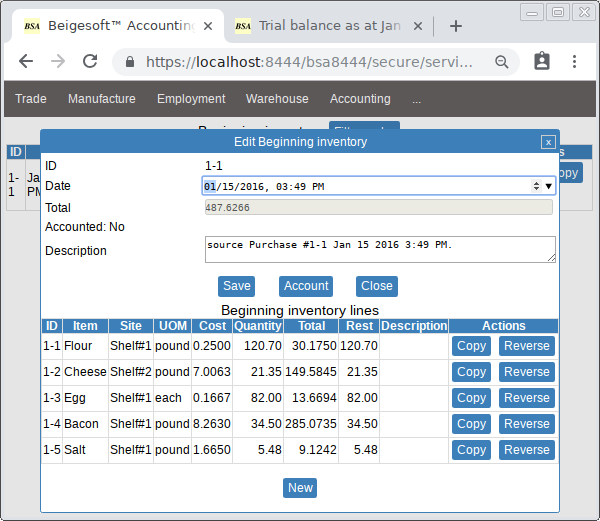 BSA Beigesoft™ Accounting
BSA Trial balance as at Jan
https://localhost:8444/bsa8444/secure/servi...
Trade Manufacture Employment Warehouse Accounting ...
Edit Beginning inventory x
ID 1-1
Date 01/15/2016, 03:49 PM
Total 487.6266
Accounted: No
Description source Purchase #1-1 Jan 15 2016 3:49 PM.
Save Account Close
Beginning inventory lines
ID Item Site UOM Cost Quantity Total Rest Description Actions
1-1 Flour Shelf#1 pound 0.2500 120.70 30.1750 120.70 Copy Reverse
1-2 Cheese Shelf#2 pound 7.0063 21.35 149.5845 21.35 Copy Reverse
1-3 Egg Shelf#1 each 0.1667 82.00 13.6694 82.00 Copy Reverse
1-4 Bacon Shelf#1 pound 8.2630 34.50 285.0735 34.50 Copy Reverse
1-5 Salt Shelf#1 pound 1.6650 5.48 9.1242 5.48 Copy Reverse
New
ID
1-1